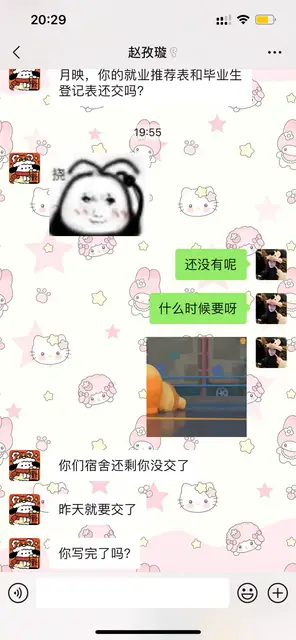 20:29
赵孜璇
月映，你的就业推荐表和毕业生
登记表还交吗?
19:55
挠
还没有呢
什么时候要呀
你们宿舍还剩你没交了
昨天就要交了
你写完了吗?